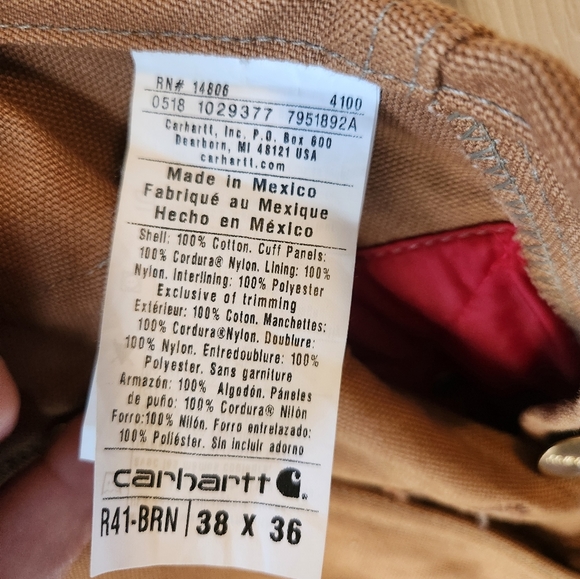 RN# 14806 4100
0518 1029377 7951892A
Carhartt, Inc. P.O. Box 600
Dearborn, MI 48121 USA
carhartt.com
Made in Mexico
Fabriqué au Mexique
Hecho en México
Shell: 100% Cotton. Cuff Panels:
100% Cordura® Nylon. Lining: 100%
Nylon. Interlining: 100% Polyester
Exclusive of trimming
Extérieur: 100% Coton. Manchettes:
100% Cordura®Nylon. Doublure:
100% Nylon. Entredoublure: 100%
Polyester. Sans garniture
Armazón: 100% Algodón. Páneles
de puño: 100% Cordura® Nilón
Forro:100% Nilón. Forro entrelazado:
100% Poliéster. Sin incluir adorno
carhartt
R41-BRN | 38 X 36